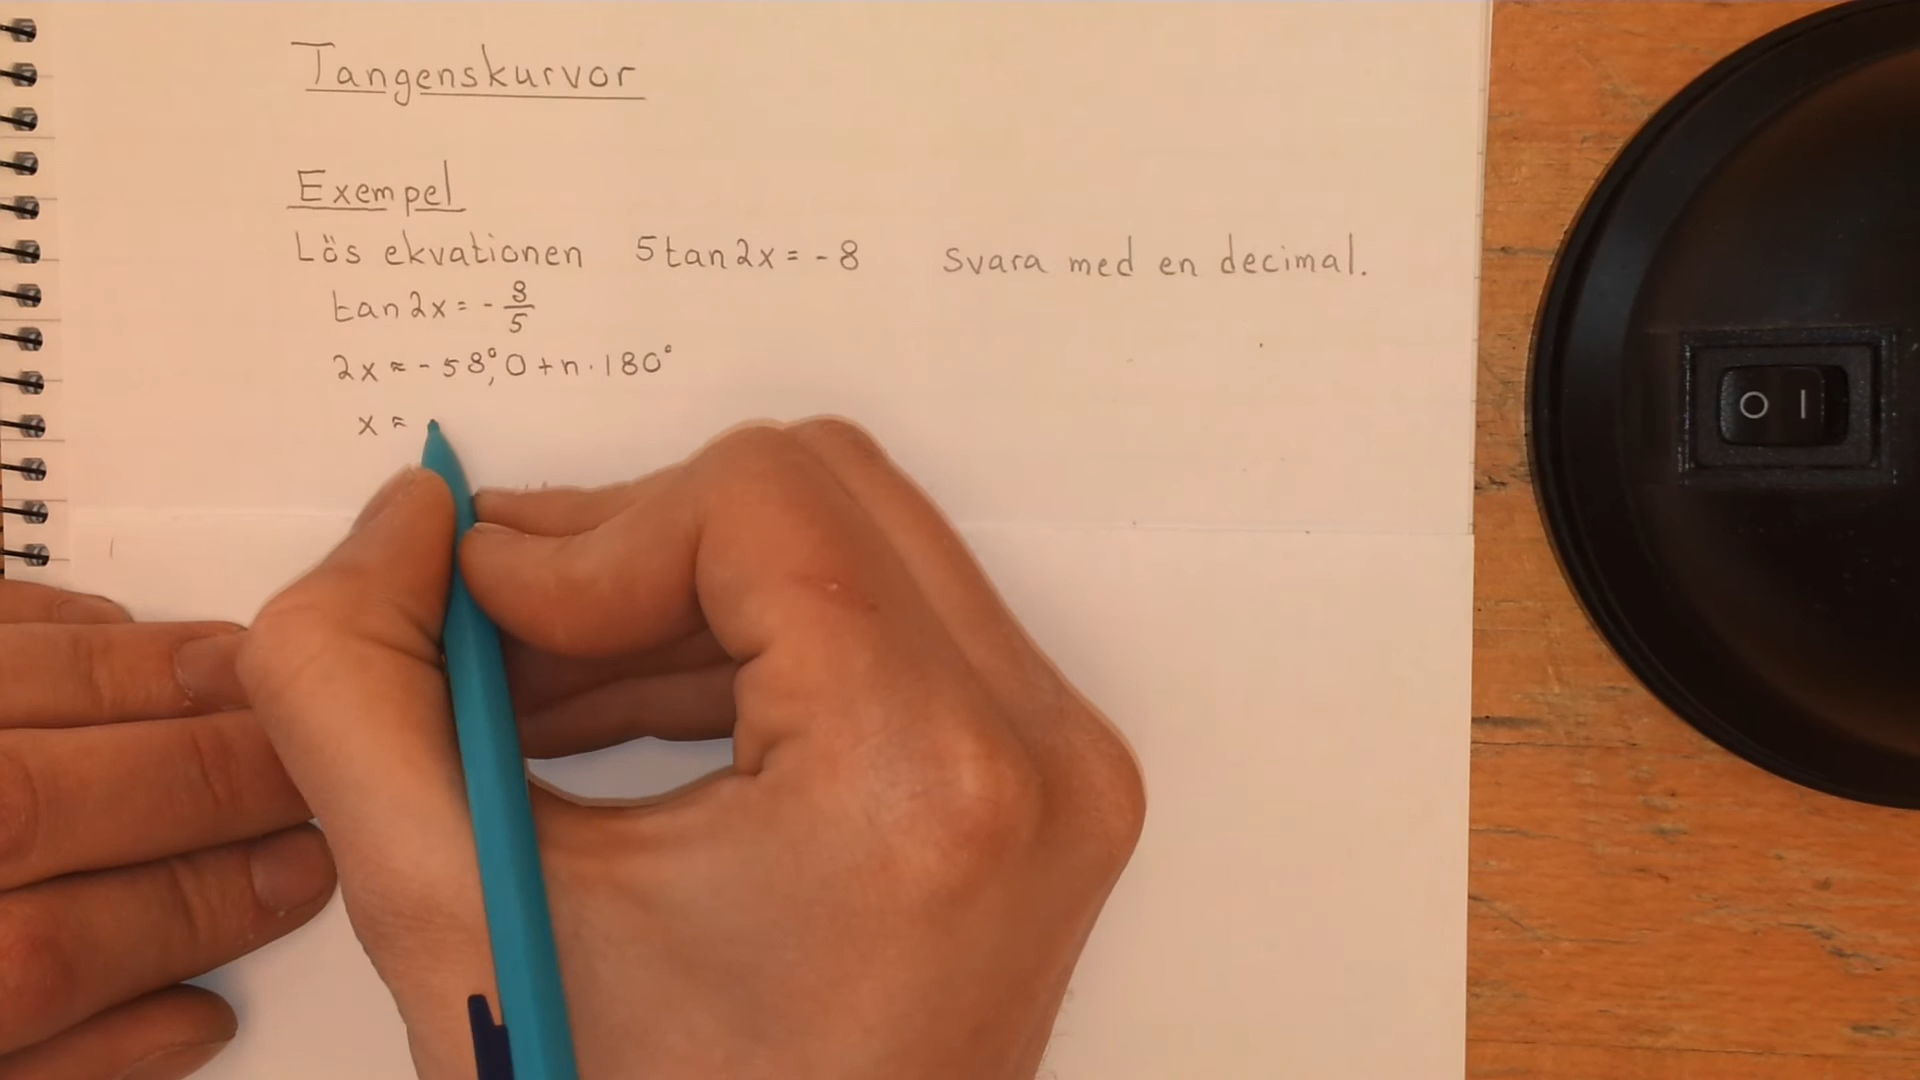 Tangenskurvor
Exempel
Lös ekvationen 5tan2x = -8 svara med en decimal.
tan2x = -8/5
2x ≈ -58,°0 + n·180°
x ≈
O I